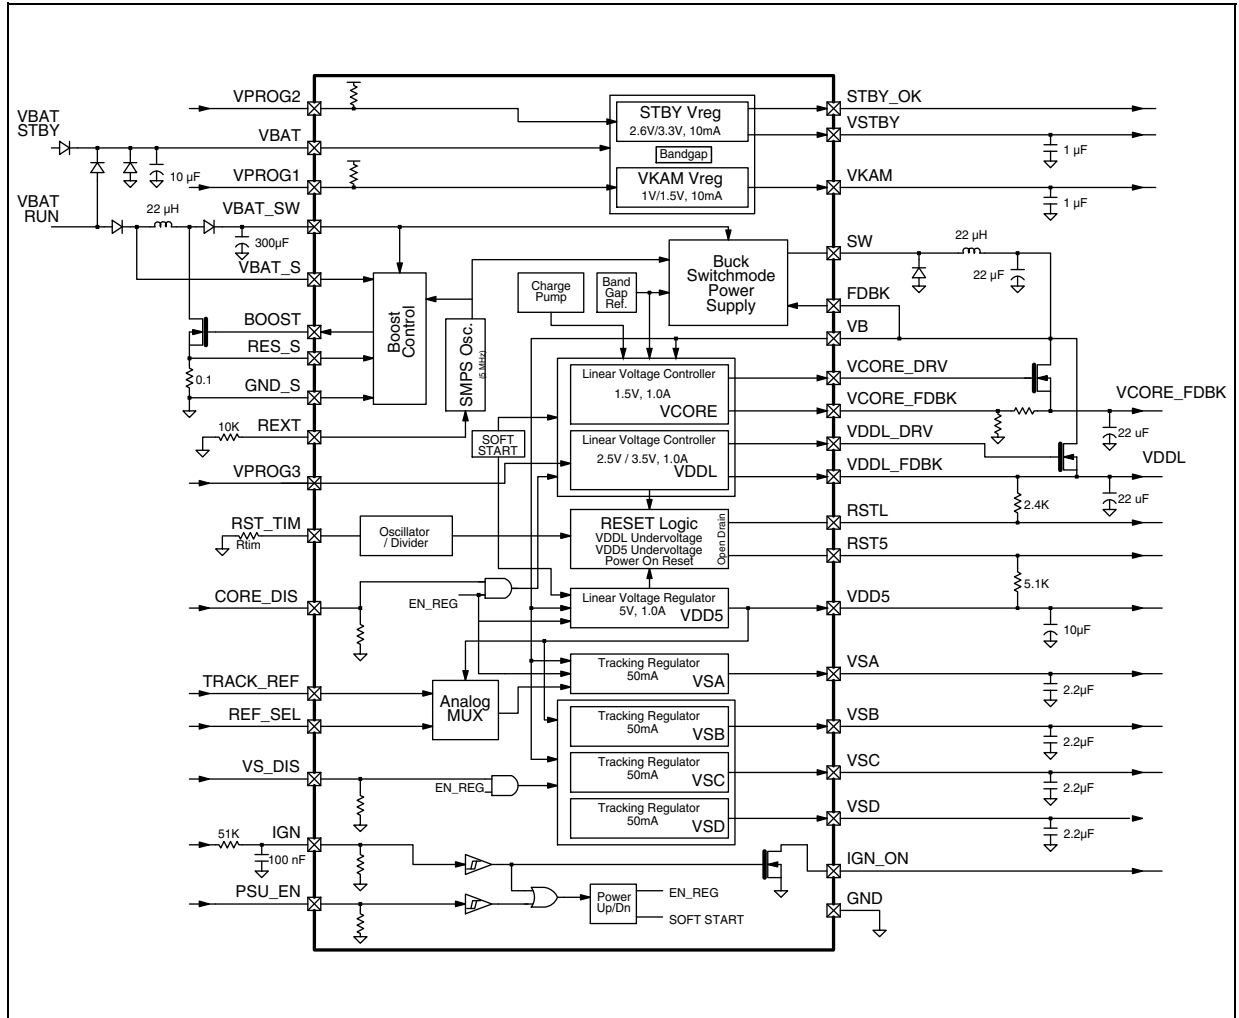 VPROG2
VBAT
STBY
VBAT
10 µF
VPROG1
VBAT
RUN
22 µH
VBAT_SW
300µF
VBAT_S
BOOST
RES_S
0.1
GND_S
REXT
10K
VPROG3
RST_TIM
Rtim
CORE_DIS
TRACK_REF
REF_SEL
VS_DIS
IGN
51K
100 nF
PSU_EN
STBY Vreg
2.6V/3.3V, 10mA
Bandgap
VKAM Vreg
1V/1.5V, 10mA
Buck
Switchmode
Power
Supply
Charge
Pump
Band
Gap
Ref.
Boost
Control
SMPS Osc.
(5 MHz)
Linear Voltage Controller
1.5V, 1.0A
VCORE
SOFT
START
Linear Voltage Controller
2.5V / 3.5V, 1.0A
VDDL
Oscillator
/ Divider
RESET Logic
VDDL Undervoltage
VDD5 Undervoltage
Power On Reset
Open Drain
EN_REG
Linear Voltage Regulator
5V, 1.0A
VDD5
Analog
MUX
Tracking Regulator
50mA
VSA
Tracking Regulator
50mA
VSB
Tracking Regulator
50mA
VSC
EN_REG
Tracking Regulator
50mA
VSD
Power
Up/Dn
EN_REG
SOFT START
STBY_OK
VSTBY
1 µF
VKAM
1 µF
SW
22 µH
22 µF
FDBK
VB
VCORE_DRV
VCORE_FDBK
VCORE_FDBK
22 uF
VDDL_DRV
VDDL_FDBK
VDDL
22 uF
2.4K
RSTL
RST5
5.1K
VDD5
10µF
VSA
2.2µF
VSB
2.2µF
VSC
2.2µF
VSD
2.2µF
IGN_ON
GND